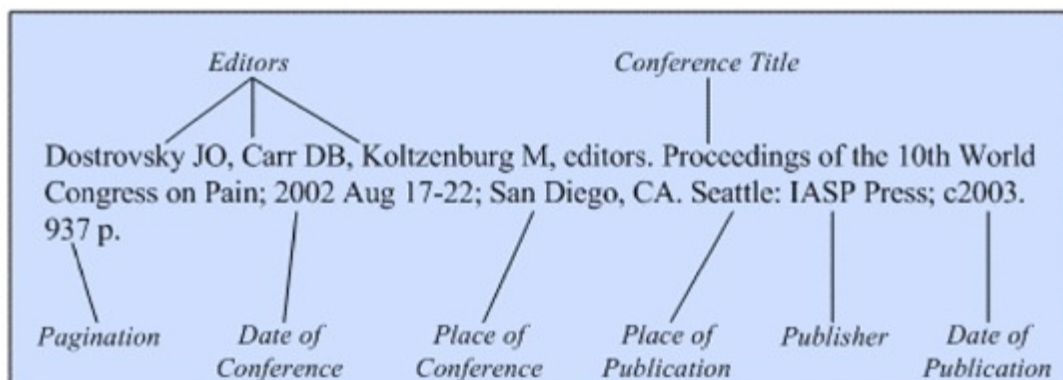 Editors Conference Title
Dostrovsky JO, Carr DB, Koltzenburg M, editors. Proceedings of the 10th World
Congress on Pain; 2002 Aug 17-22; San Diego, CA. Seattle: IASP Press; c2003.
937 p.
Pagination Date of Place of Place of Publisher Date of
Conference Conference Publication Publication